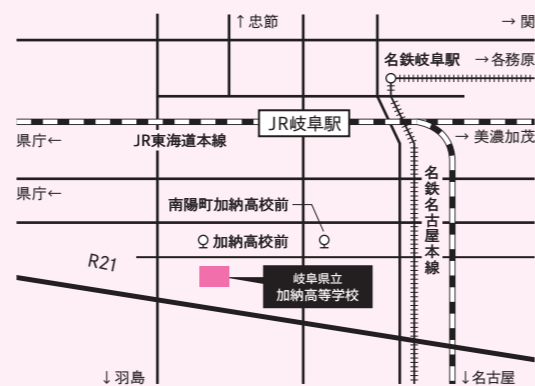 ↑忠節
→ 関
名鉄岐阜駅
→各務原
JR岐阜駅
県庁←
JR東海道本線
→ 美濃加茂
県庁←
名鉄名古屋本線
南陽町加納高校前
加納高校前
R21
岐阜県立
加納高等学校
↓羽島
↓名古屋